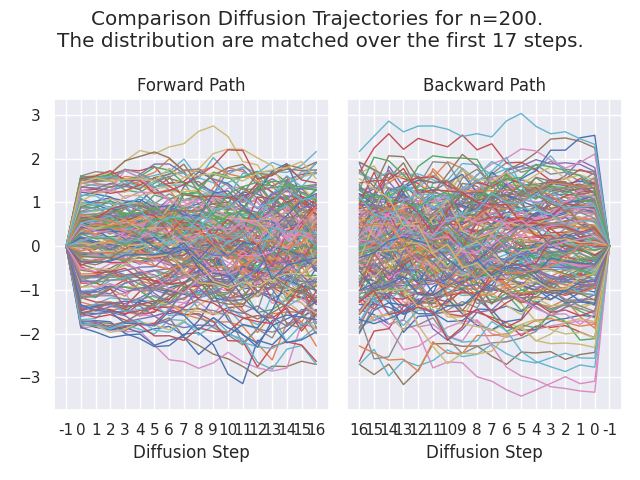 Comparison Diffusion Trajectories for n=200.
The distribution are matched over the first 17 steps.
Forward Path
Backward Path
3
2
1
0
−1
−2
−3
-1 0 1 2 3 4 5 6 7 8 9 10 11 12 13 14 15 16
16 15 14 13 12 11 10 9 8 7 6 5 4 3 2 1 0 -1
Diffusion Step
Diffusion Step